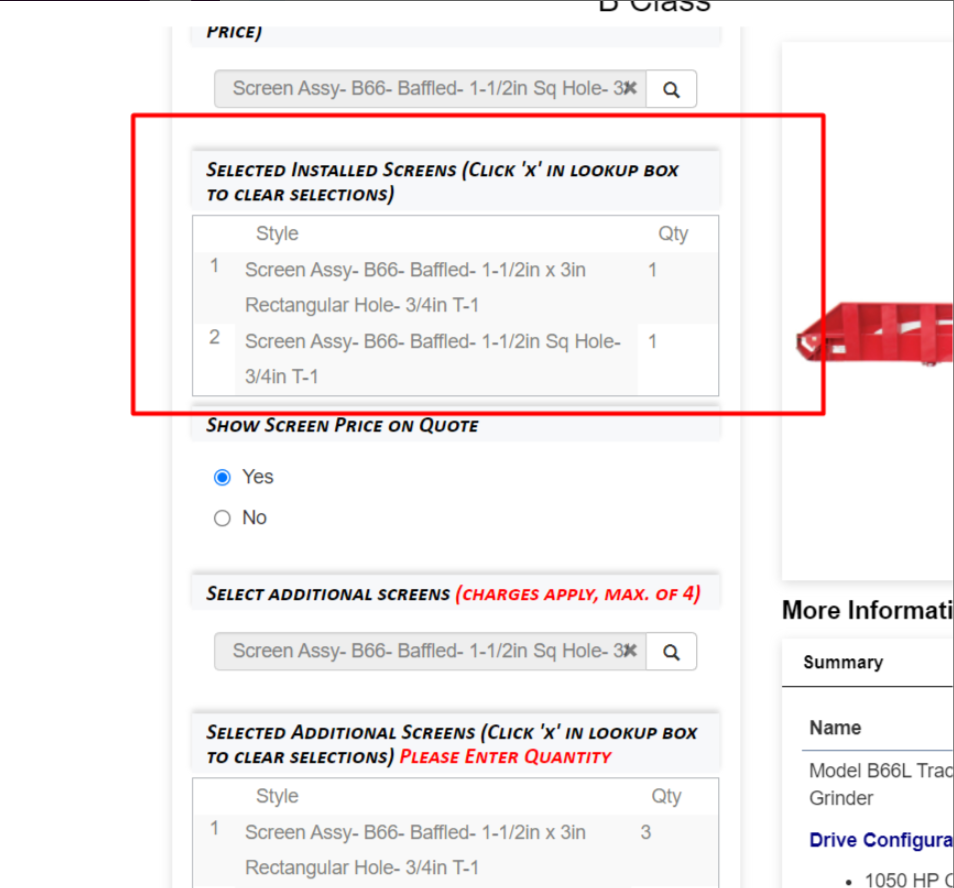 B Class
PRICE)
Screen Assy- B66- Baffled- 1-1/2in Sq Hole- 3
SELECTED INSTALLED SCREENS (CLICK 'X' IN LOOKUP BOX
TO CLEAR SELECTIONS)
Style Qty
1 Screen Assy- B66- Baffled- 1-1/2in x 3in 1
Rectangular Hole- 3/4in T-1
2 Screen Assy- B66- Baffled- 1-1/2in Sq Hole- 1
3/4in T-1
SHOW SCREEN PRICE ON QUOTE
Yes
No
SELECT ADDITIONAL SCREENS (CHARGES APPLY, MAX. OF 4)
Screen Assy- B66- Baffled- 1-1/2in Sq Hole- 3
SELECTED ADDITIONAL SCREENS (CLICK 'X' IN LOOKUP BOX
TO CLEAR SELECTIONS) PLEASE ENTER QUANTITY
Style Qty
1 Screen Assy- B66- Baffled- 1-1/2in x 3in 3
Rectangular Hole- 3/4in T-1
More Informati
Summary
Name
Model B66L Trac
Grinder
Drive Configura
• 1050 HP C